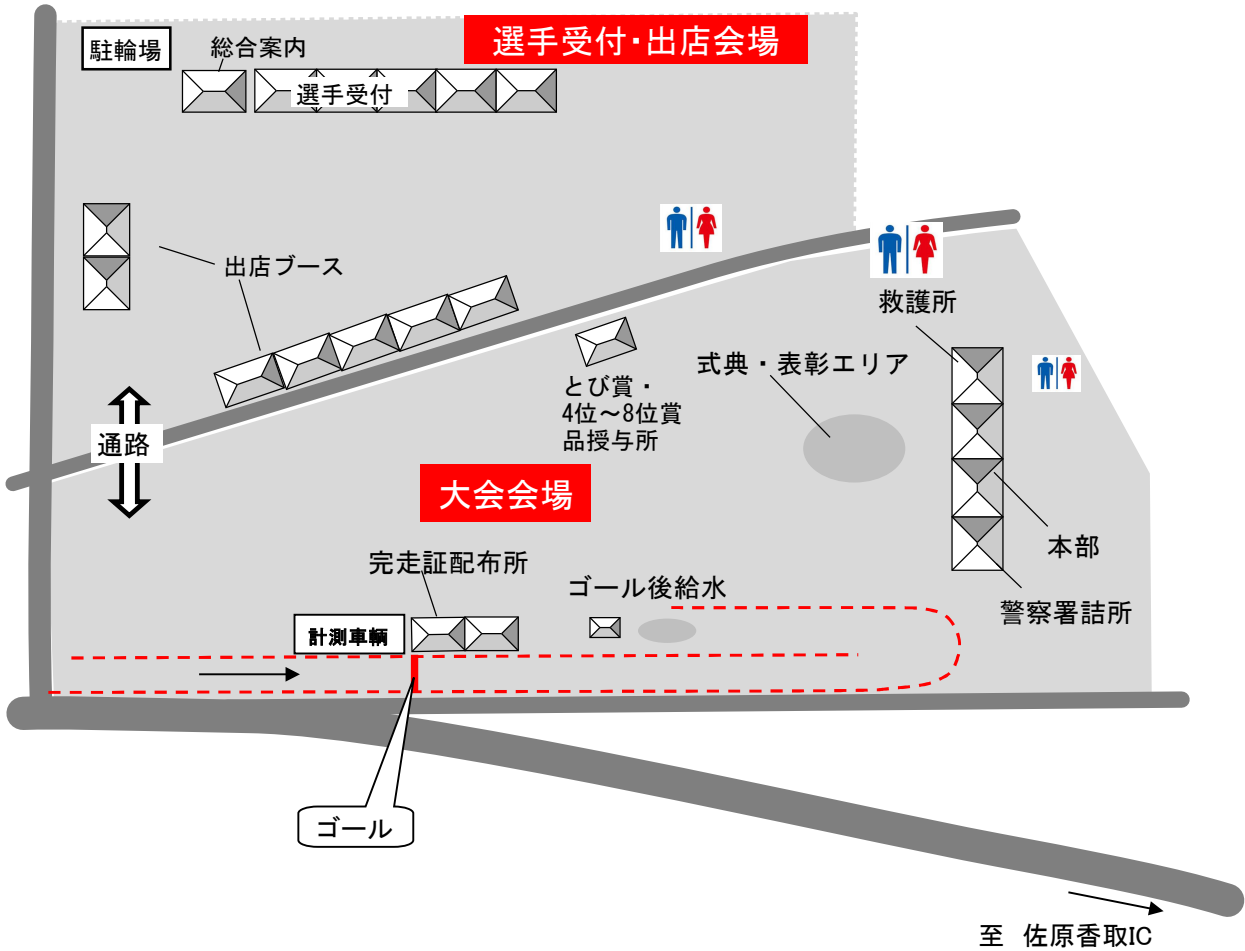 選手受付・出店会場
駐輪場
総合案内
選手受付
出店ブース
救護所
式典・表彰エリア
とび賞・
4位～8位賞
品授与所
通路
大会会場
本部
完走証配布所
ゴール後給水
警察署詰所
計測車輌
ゴール
至 佐原香取IC